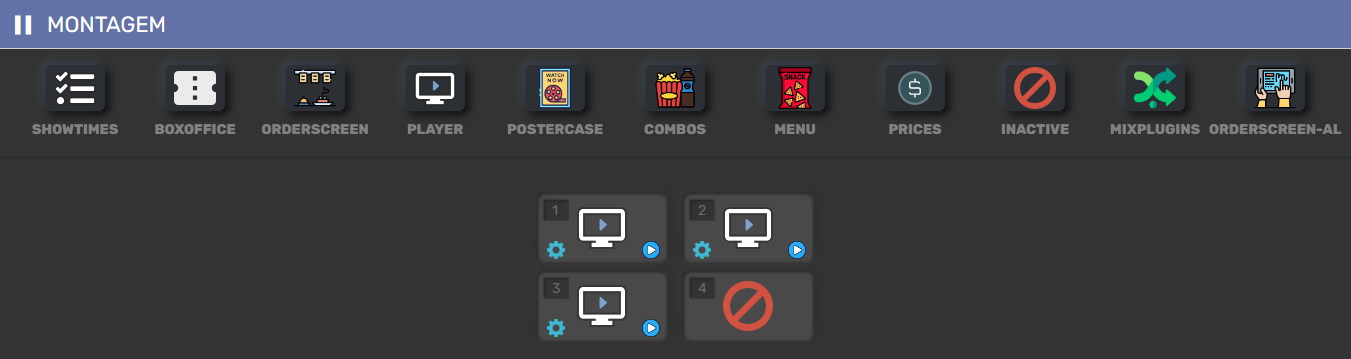 MONTAGEM
WATCH NOW
SNACK
$
SHOWTIMES BOXOFFICE ORDERSCREEN PLAYER POSTERCASE COMBOS MENU PRICES INACTIVE MIXPLUGINS ORDERSCREEN-AL
1 2
3 4